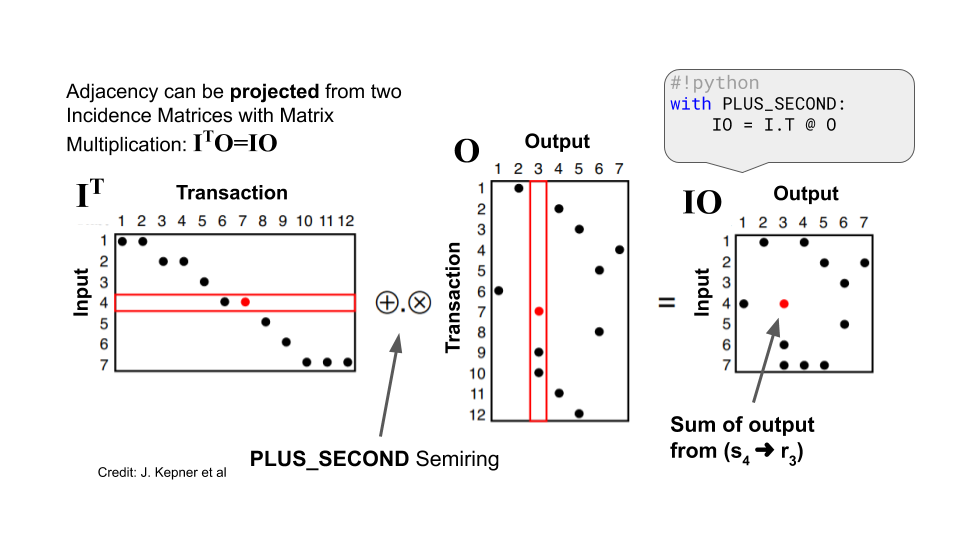 Adjacency can be projected from two
Incidence Matrices with Matrix
Multiplication: IᵀO=IO
#!python
with PLUS_SECOND:
    IO = I.T @ O
Iᵀ
Transaction
1 2 3 4 5 6 7 8 9 10 11 12
Input
1
2
3
4
5
6
7
⊕.⊗
O
Output
1 2 3 4 5 6 7
Transaction
1
2
3
4
5
6
7
8
9
10
11
12
=
IO
Output
1 2 3 4 5 6 7
Input
1
2
3
4
5
6
7
Sum of output
from (s₄ ➜ r₃)
PLUS_SECOND Semiring
Credit: J. Kepner et al